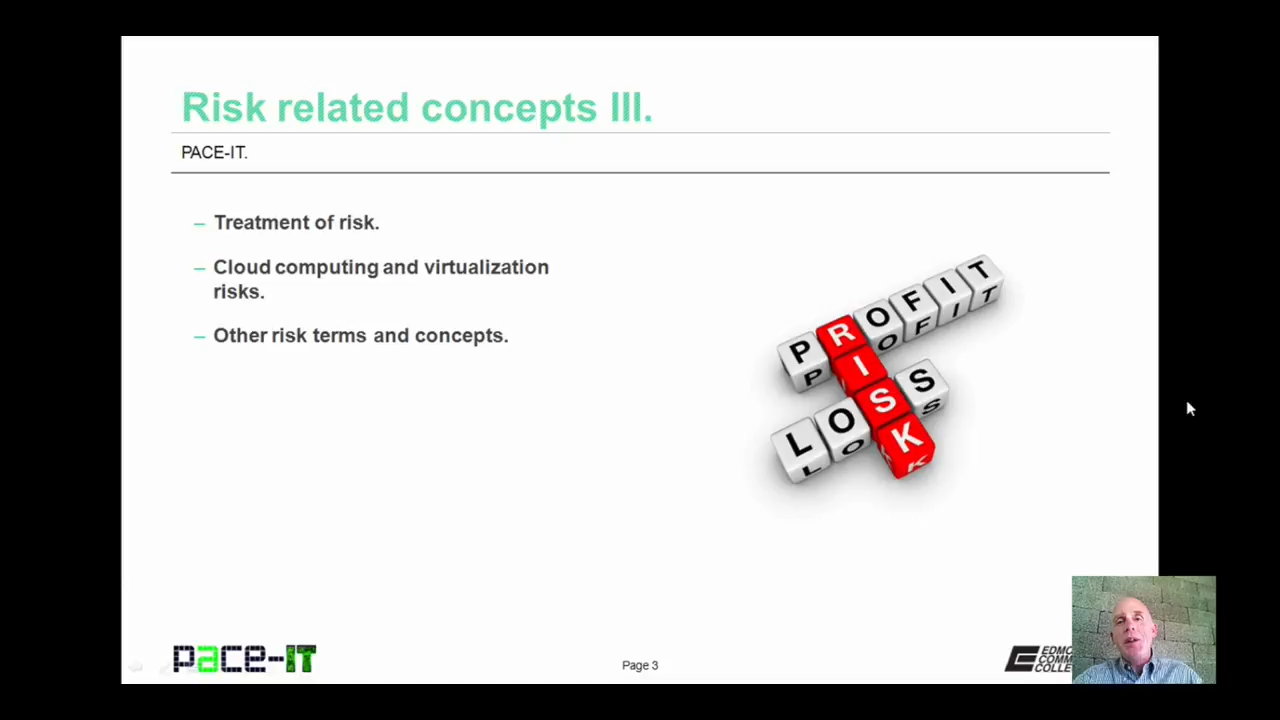 Risk related concepts III.
PACE-IT.
– Treatment of risk.
– Cloud computing and virtualization
risks.
– Other risk terms and concepts.
PROFIT
RISK
LOSS
pace-IT
Page 3
COLLE